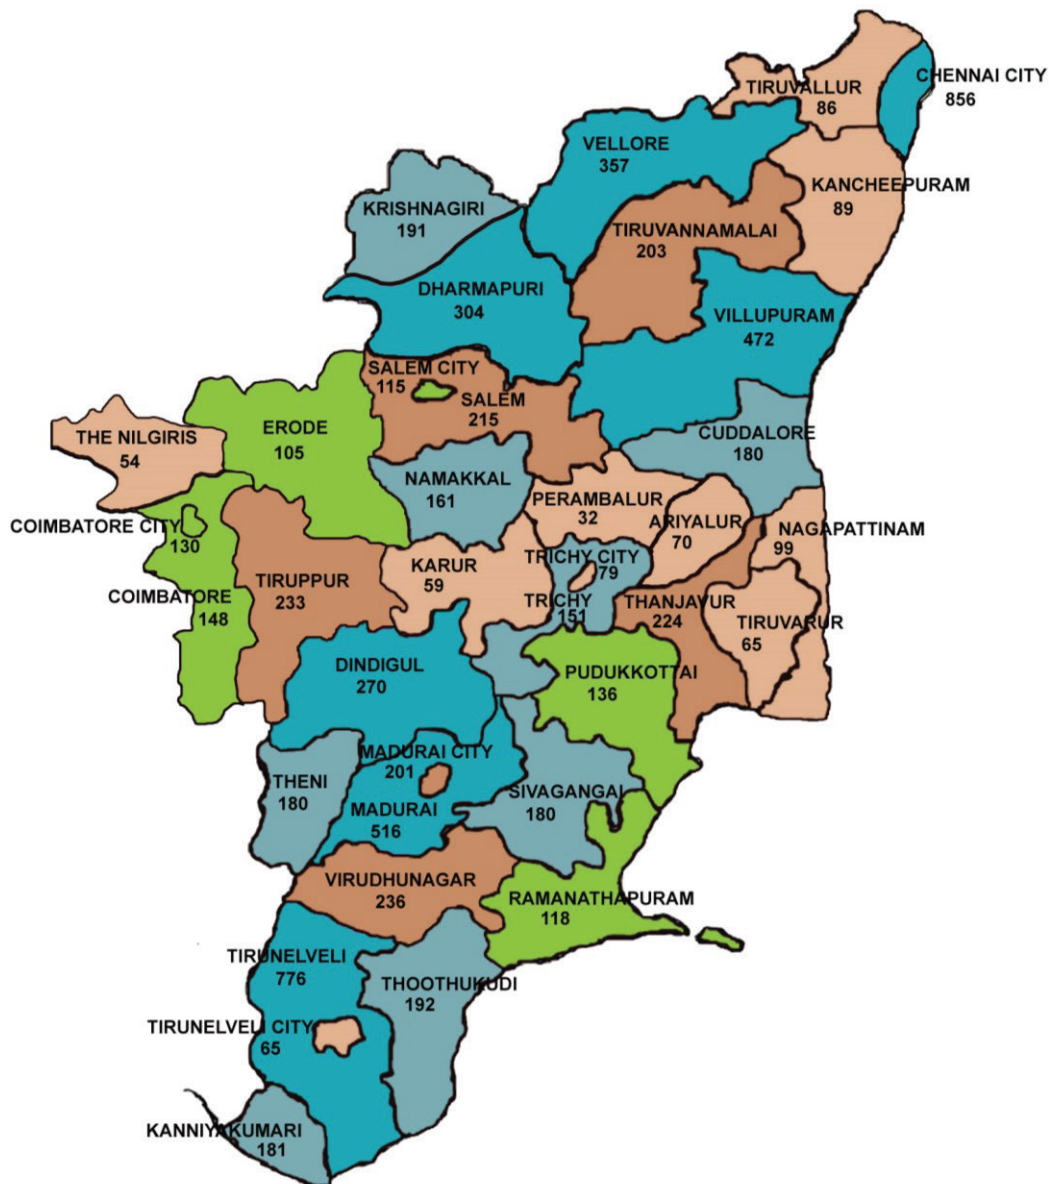 CHENNAI CITY
856
TIRUVALLUR
86
VELLORE
357
KANCHEEPURAM
89
KRISHNAGIRI
191
TIRUVANNAMALAI
203
DHARMAPURI
304
VILLUPURAM
472
SALEM CITY
115
SALEM
215
ERODE
105
THE NILGIRIS
54
CUDDALORE
180
NAMAKKAL
161
PERAMBALUR
32
ARIYALUR
70
NAGAPATTINAM
99
COIMBATORE CITY
130
TRICHY CITY
79
KARUR
59
TIRUPPUR
233
COIMBATORE
148
TRICHY
151
THANJAVUR
224
TIRUVARUR
65
DINDIGUL
270
PUDUKKOTTAI
136
MADURAI CITY
201
THENI
180
SIVAGANGAI
180
MADURAI
516
VIRUDHUNAGAR
236
RAMANATHAPURAM
118
TIRUNELVELI
776
THOOTHUKUDI
192
TIRUNELVELI CITY
65
KANNIYAKUMARI
181